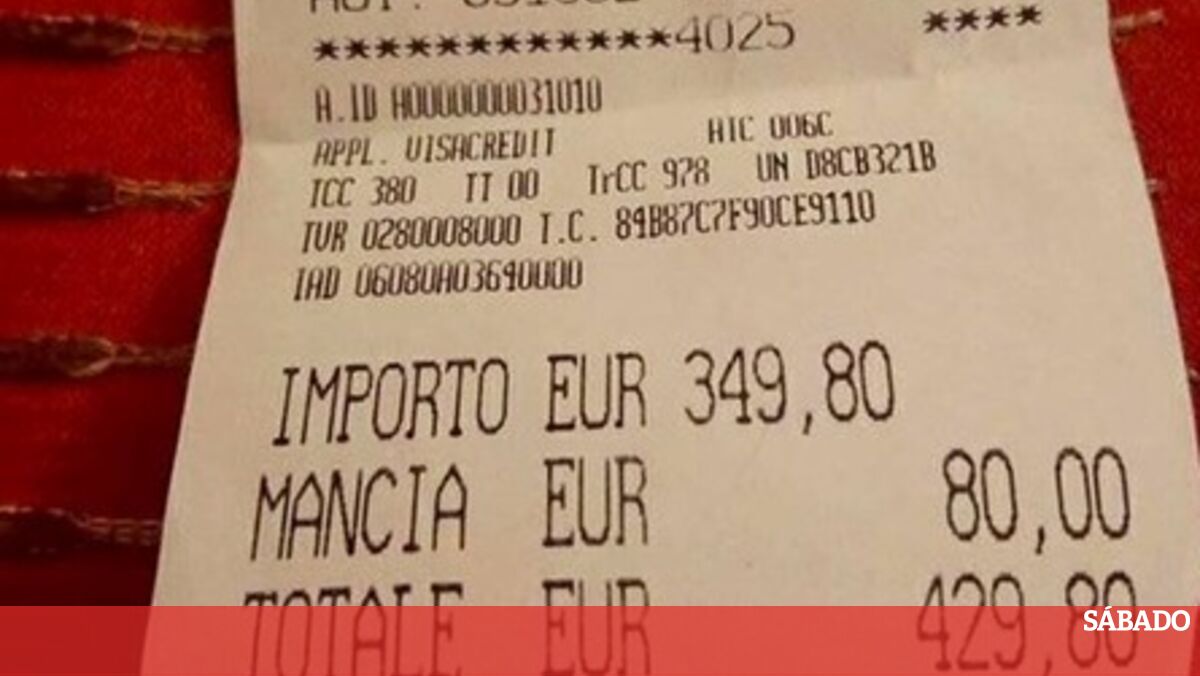 ************4025 ****
A.ID A0000000031010
APPL. VISACREDIT AIC 006C
TCC 380 TT 00 TrCC 978 UN D8CB321B
TVR 0280008000 T.C. 84B87C7F90CE9110
IAD 06080A03640000
IMPORTO EUR 349,80
MANCIA EUR 80,00
TOTALE EUR 429,80
SÁBADO